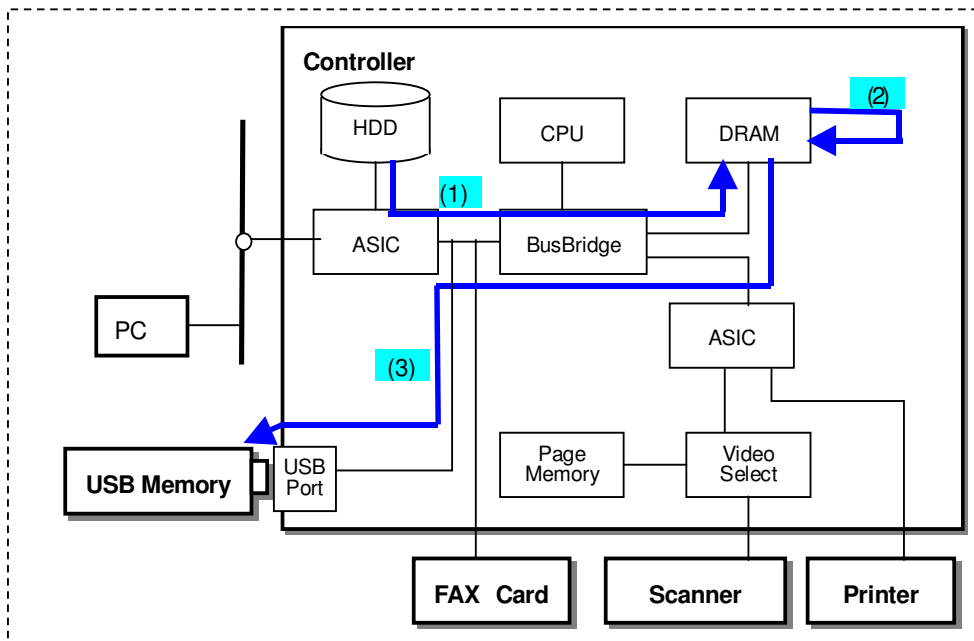 Controller
HDD
CPU
DRAM
(2)
(1)
ASIC
BusBridge
PC
ASIC
(3)
USB Memory
USB
Port
Page
Memory
Video
Select
FAX Card
Scanner
Printer